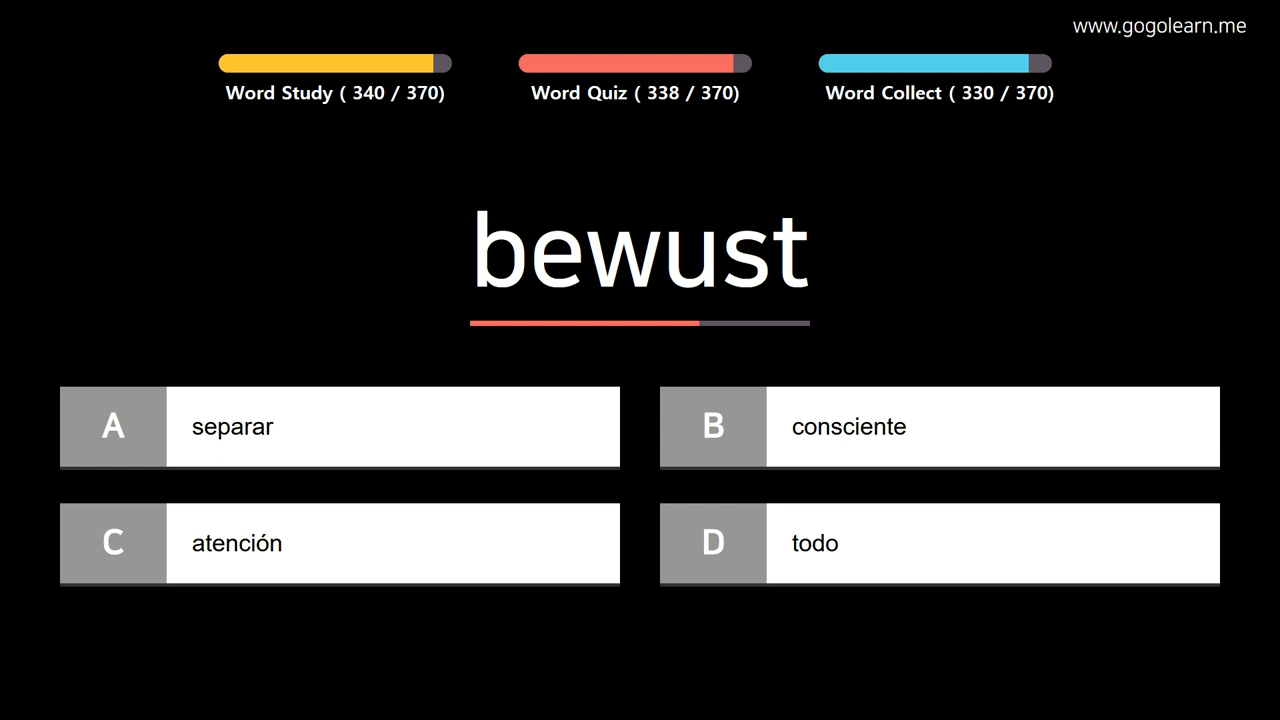 www.gogolearn.me
Word Study ( 340 / 370)
Word Quiz ( 338 / 370)
Word Collect ( 330 / 370)
bewust
A separar
B consciente
C atención
D todo